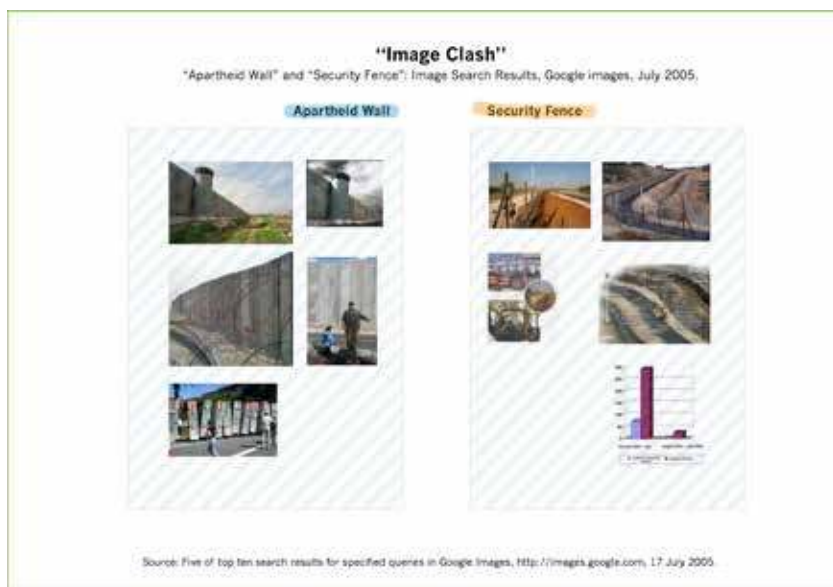 “Image Clash”
“Apartheid Wall” and “Security Fence”: Image Search Results, Google images, July 2005.
Apartheid Wall
Security Fence
Source: Five of top ten search results for specified queries in Google Images, http://images.google.com, 17 July 2005.